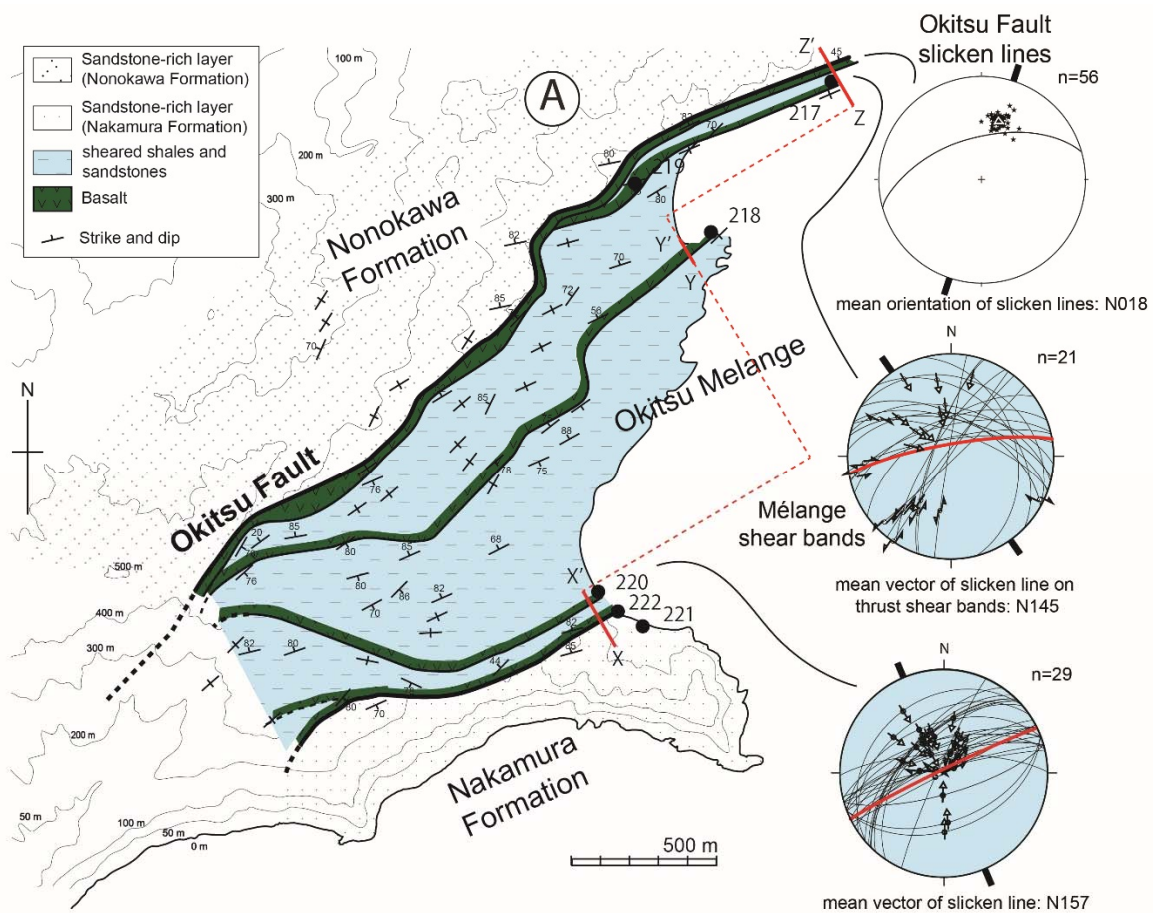 Sandstone-rich layer
(Nonokawa Formation)
Sandstone-rich layer
(Nakamura Formation)
sheared shales and
sandstones
Basalt
Strike and dip
100 m
200 m
300 m
A
Z'
45
217
Z
Okitsu Fault
slicken lines
n=56
mean orientation of slicken lines: N018
82
70
80
219
80
218
Nonokawa
Formation
82
Y'
Y
70
85
72
56
70
N
85
Okitsu Melange
88
75
78
76
N
n=21
Mélange
shear bands
mean vector of slicken line on
thrust shear bands: N145
Okitsu Fault
20
85
76
80
85
68
500 m
400 m
300 m
80
86
82
70
X'
220
222
221
82
85
X
82
80
44
80
70
200 m
100 m
50 m
50 m
0 m
Nakamura
Formation
500 m
N
n=29
mean vector of slicken line: N157